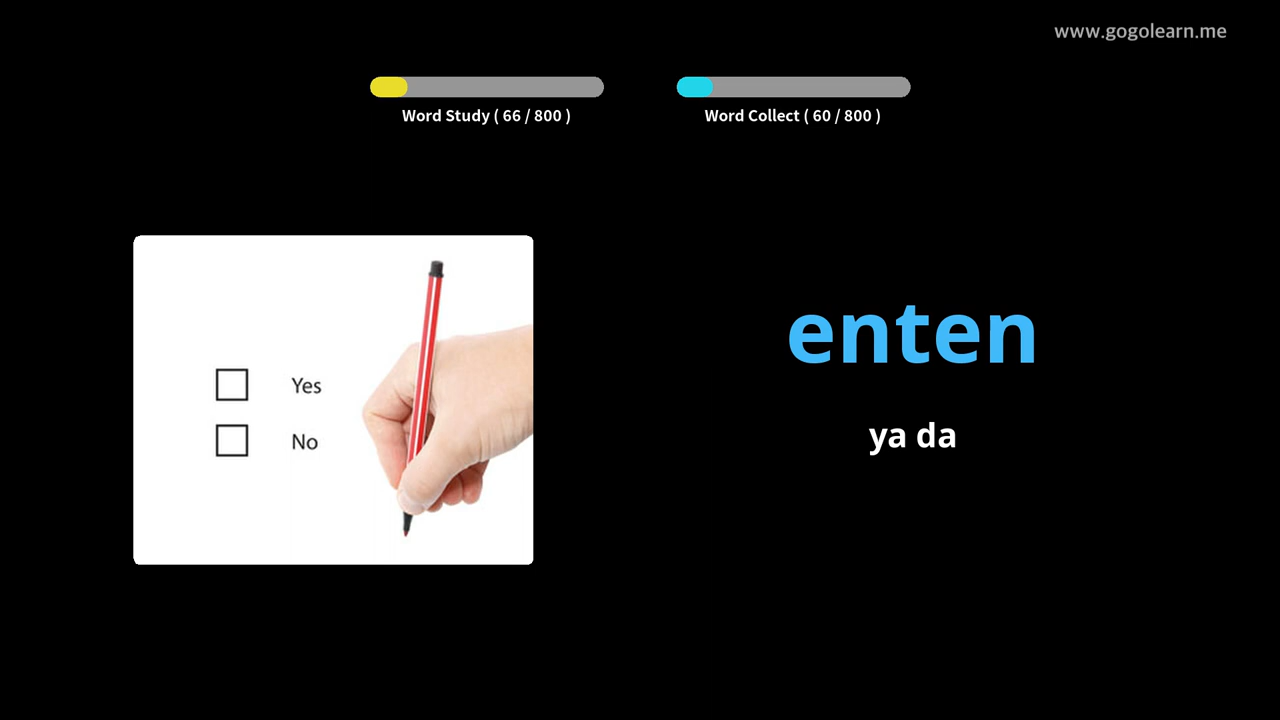 www.gogolearn.me
Word Study ( 66 / 800 )
Word Collect ( 60 / 800 )
Yes
No
enten
ya da